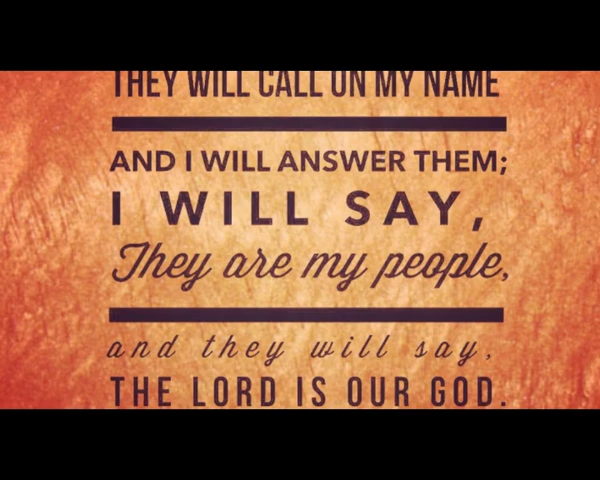 THEY WILL CALL ON MY NAME
AND I WILL ANSWER THEM;
I WILL SAY,
They are my people,
and they will say,
THE LORD IS OUR GOD.